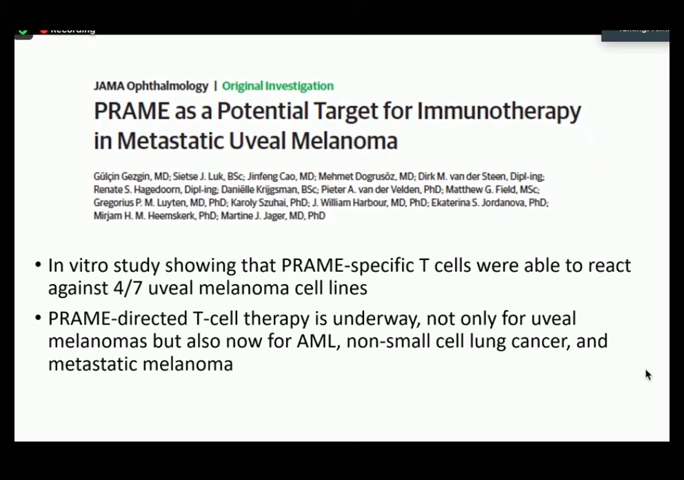 Recording
JAMA Ophthalmology | Original Investigation
PRAME as a Potential Target for Immunotherapy
in Metastatic Uveal Melanoma
Gülçin Gezgin, MD; Sietse J. Luk, BSc; Jinfeng Cao, MD; Mehmet Dogrusöz, MD; Dirk M. van der Steen, Dipl-ing;
Renate S. Hagedoorn, Dipl-ing; Daniëlle Krijgsman, BSc; Pieter A. van der Velden, PhD; Matthew G. Field, MSc;
Gregorius P. M. Luyten, MD, PhD; Karoly Szuhai, PhD; J. William Harbour, MD, PhD; Ekaterina S. Jordanova, PhD;
Mirjam H. M. Heemskerk, PhD; Martine J. Jager, MD, PhD
• In vitro study showing that PRAME-specific T cells were able to react
against 4/7 uveal melanoma cell lines
• PRAME-directed T-cell therapy is underway, not only for uveal
melanomas but also now for AML, non-small cell lung cancer, and
metastatic melanoma